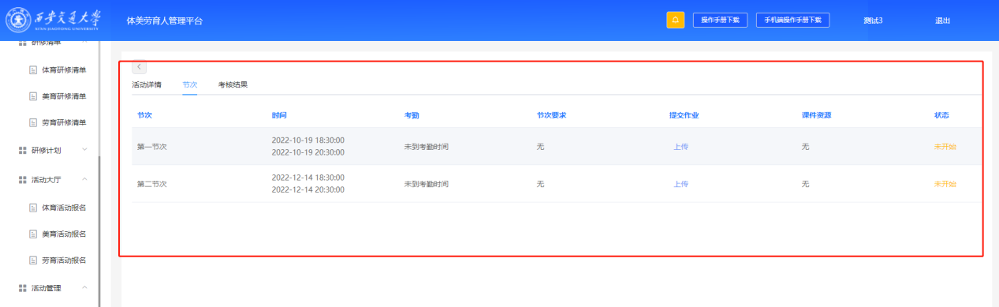 西安交通大学
XI'AN JIAOTONG UNIVERSITY
体美劳育人管理平台
操作手册下载
手机端操作手册下载
测试3
退出
研修清单
体育研修清单
美育研修清单
劳育研修清单
研修计划
活动大厅
体育活动报名
美育活动报名
劳育活动报名
活动管理
活动详情 节次 考核结果
节次 时间 考勤 节次要求 提交作业 课件资源 状态
第一节次 2022-10-19 18:30:00 未到考勤时间 无 上传 无 未开始
2022-10-19 20:30:00
第二节次 2022-12-14 18:30:00 未到考勤时间 无 上传 无 未开始
2022-12-14 20:30:00